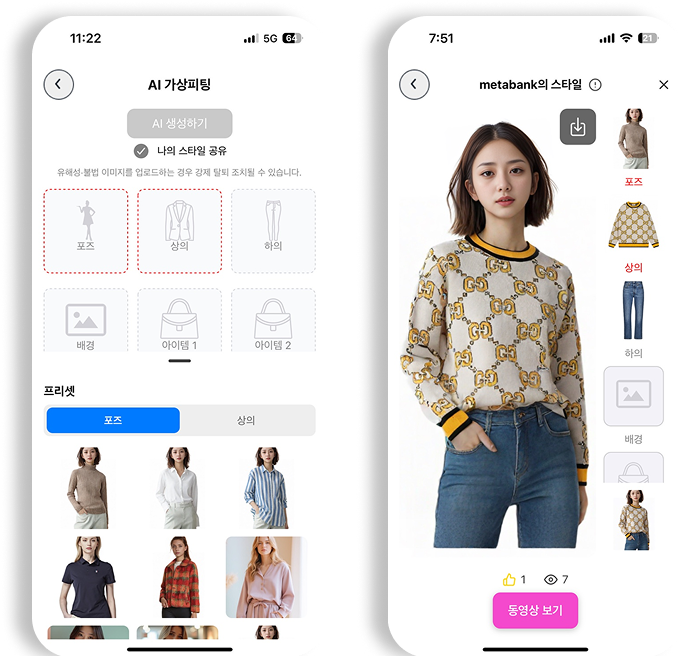 11:22
5G
64
AI 가상피팅
AI 생성하기
나의 스타일 공유
유해성·불법 이미지를 업로드하는 경우 강제 탈퇴 조치될 수 있습니다.
포즈
상의
하의
배경
아이템 1
아이템 2
프리셋
포즈
상의
7:51
21
metabank의 스타일
포즈
상의
하의
배경
1
7
동영상 보기